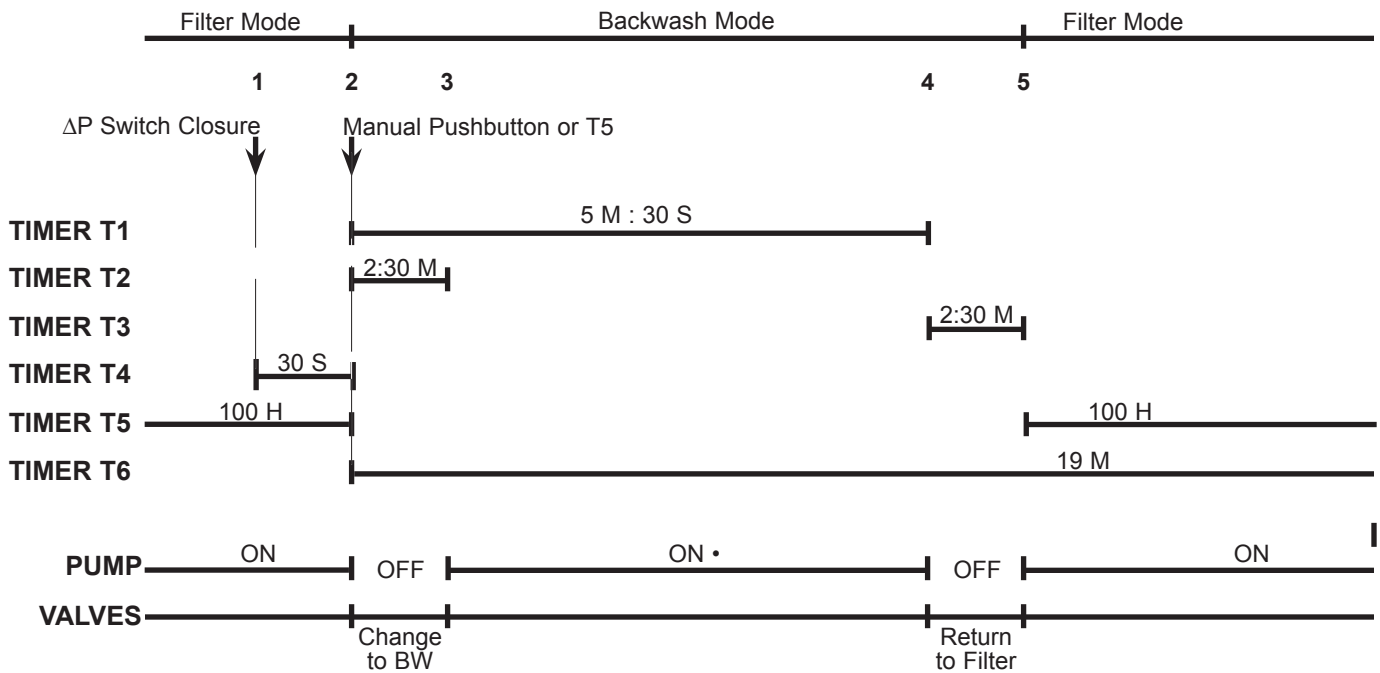 Filter Mode Backwash Mode Filter Mode
1 2 3 4 5
ΔP Switch Closure Manual Pushbutton or T5
TIMER T1 5 M : 30 S
TIMER T2 2:30 M
TIMER T3 2:30 M
TIMER T4 30 S
TIMER T5 100 H 100 H
TIMER T6 19 M
PUMP ON OFF ON • OFF ON
VALVES
Change Return
to BW to Filter